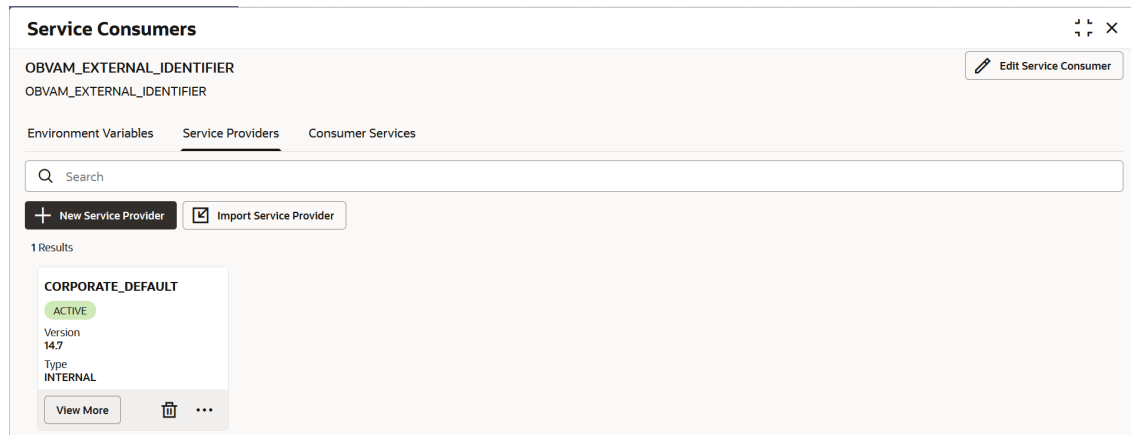 Service Consumers
OBVAM_EXTERNAL_IDENTIFIER
Edit Service Consumer
OBVAM_EXTERNAL_IDENTIFIER
Environment Variables Service Providers Consumer Services
Search
New Service Provider Import Service Provider
1 Results
CORPORATE_DEFAULT
ACTIVE
Version
14.7
Type
INTERNAL
View More